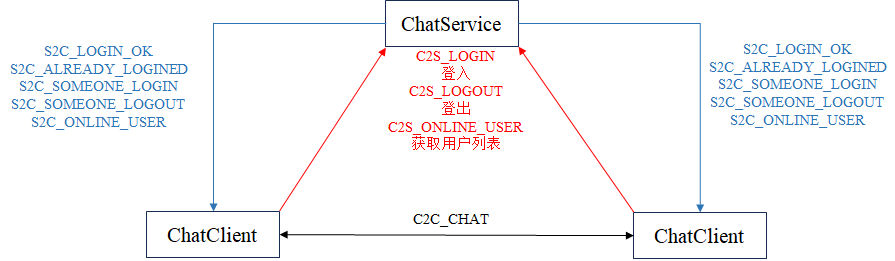 ChatService
S2C_LOGIN_OK
S2C_ALREADY_LOGINED
S2C_SOMEONE_LOGIN
S2C_SOMEONE_LOGOUT
S2C_ONLINE_USER
C2S_LOGIN
登入
C2S_LOGOUT
登出
C2S_ONLINE_USER
获取用户列表
S2C_LOGIN_OK
S2C_ALREADY_LOGINED
S2C_SOMEONE_LOGIN
S2C_SOMEONE_LOGOUT
S2C_ONLINE_USER
ChatClient
C2C_CHAT
ChatClient